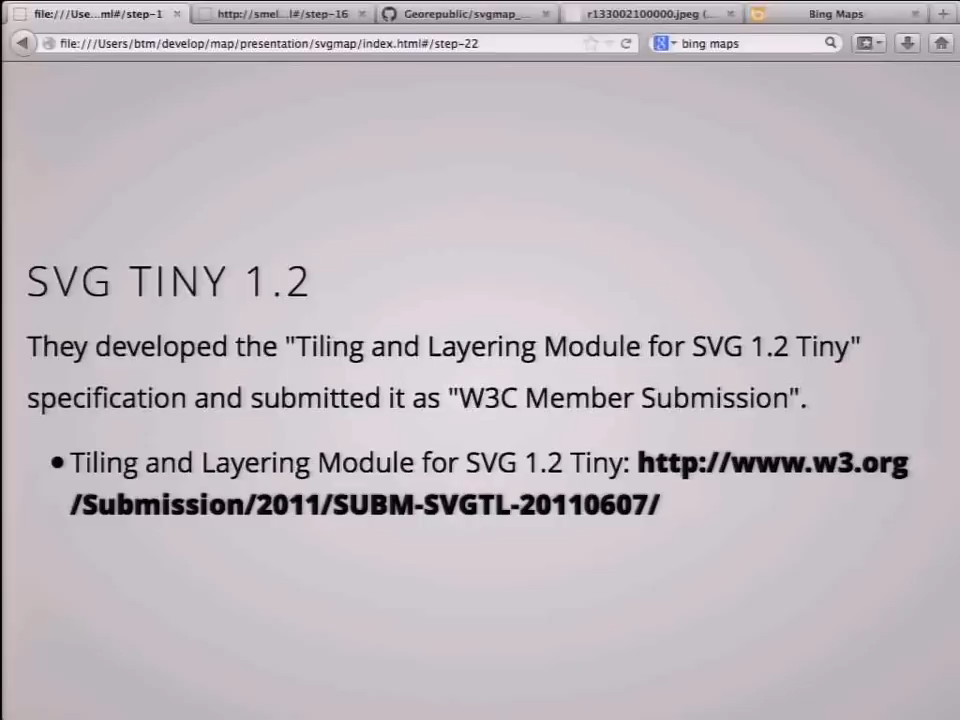 file:///Use...ml#/step-1
http://smel...l#/step-16
Georepublic/svgmap_...
r133002100000.jpeg (...
Bing Maps
file:///Users/btm/develop/map/presentation/svgmap/index.html#/step-22
bing maps
SVG TINY 1.2
They developed the "Tiling and Layering Module for SVG 1.2 Tiny"
specification and submitted it as "W3C Member Submission".
• Tiling and Layering Module for SVG 1.2 Tiny: http://www.w3.org
/Submission/2011/SUBM-SVGTL-20110607/